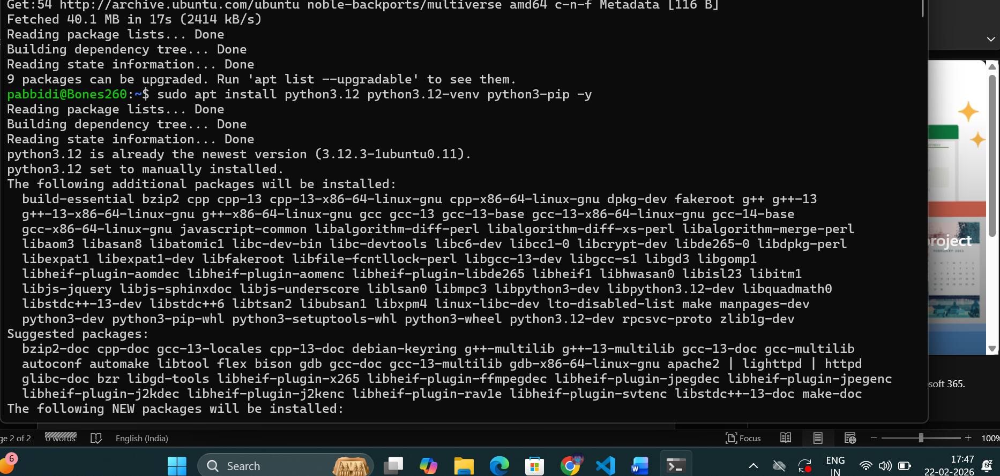 Get:54 http://archive.ubuntu.com/ubuntu noble-backports/multiverse amd64 c-n-f Metadata [116 B]
Fetched 40.1 MB in 17s (2414 kB/s)
Reading package lists... Done
Building dependency tree... Done
Reading state information... Done
9 packages can be upgraded. Run 'apt list --upgradable' to see them.
pabbidi@Bones260:~$ sudo apt install python3.12 python3.12-venv python3-pip -y
Reading package lists... Done
Building dependency tree... Done
Reading state information... Done
python3.12 is already the newest version (3.12.3-1ubuntu0.11).
python3.12 set to manually installed.
The following additional packages will be installed:
build-essential bzip2 cpp cpp-13 cpp-13-x86-64-linux-gnu cpp-x86-64-linux-gnu dpkg-dev fakeroot g++ g++-13
g++-13-x86-64-linux-gnu g++-x86-64-linux-gnu gcc gcc-13 gcc-13-base gcc-13-x86-64-linux-gnu gcc-14-base
gcc-x86-64-linux-gnu javascript-common libalgorithm-diff-perl libalgorithm-diff-xs-perl libalgorithm-merge-perl
libaom3 libasan8 libatomic1 libc-dev-bin libc-devtools libc6-dev libcc1-0 libcrypt-dev libde265-0 libdpkg-perl
libexpat1 libexpat1-dev libfakeroot libfile-fcntllock-perl libgcc-13-dev libgcc-s1 libgd3 libgomp1
libheif-plugin-aomdec libheif-plugin-aomenc libheif-plugin-libde265 libheif1 libhwasan0 libisl23 libitm1
libjs-jquery libjs-sphinxdoc libjs-underscore liblsan0 libmpc3 libpython3-dev libpython3.12-dev libquadmath0
libstdc++-13-dev libstdc++6 libtsan2 libubsan1 libxpm4 linux-libc-dev lto-disabled-list make manpages-dev
python3-dev python3-pip-whl python3-setuptools-whl python3-wheel python3.12-dev rpcsvc-proto zlib1g-dev
Suggested packages:
bzip2-doc cpp-doc gcc-13-locales cpp-13-doc debian-keyring g++-multilib g++-13-multilib gcc-13-doc gcc-multilib
autoconf automake libtool flex bison gdb gcc-doc gcc-13-multilib gdb-x86-64-linux-gnu apache2 | lighttpd | httpd
glibc-doc bzr libgd-tools libheif-plugin-x265 libheif-plugin-ffmpegdec libheif-plugin-jpegdec libheif-plugin-jpegenc
libheif-plugin-j2kdec libheif-plugin-j2kenc libheif-plugin-rav1e libheif-plugin-svtenc libstdc++-13-doc make-doc
The following NEW packages will be installed:
project
FEBRUARY
soft 365.
ge 2 of 2
0 words
English (India)
Focus
100%
6
Search
ENG
IN
17:47
22-02-2026